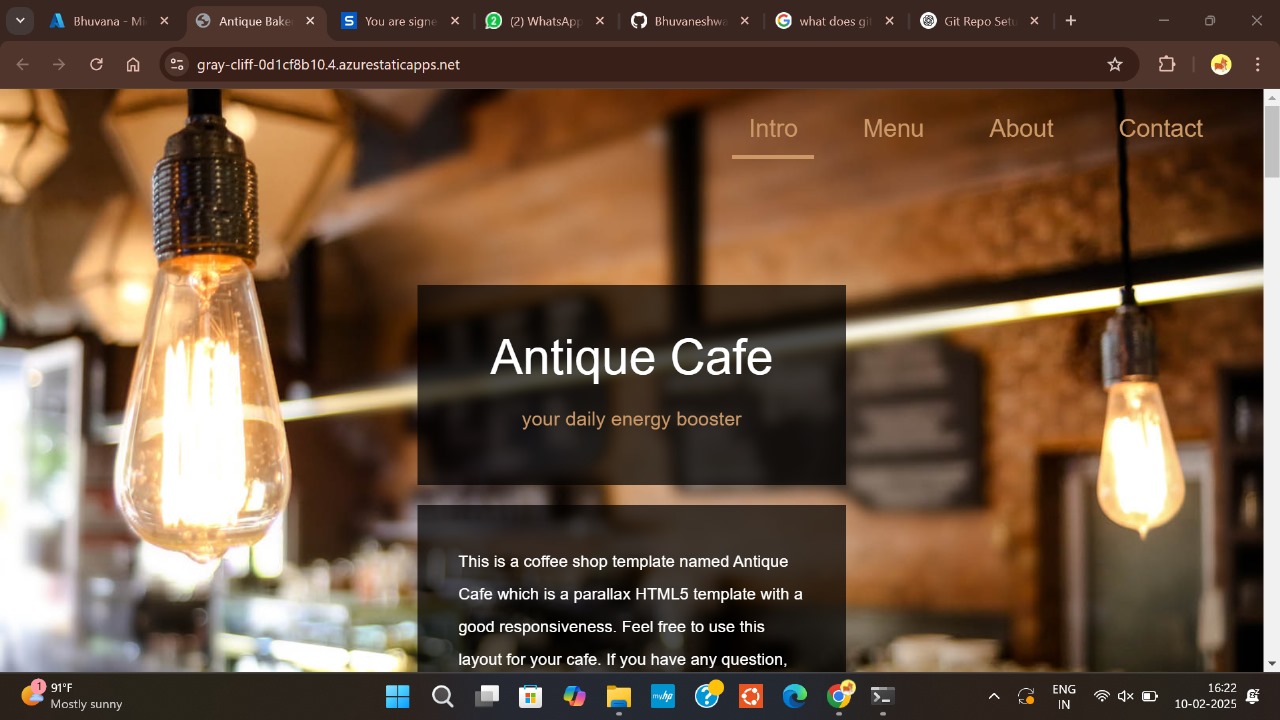 Bhuvana - Mi
Antique Bake
You are signe
(2) WhatsApp
Bhuvaneshwa
what does git
Git Repo Setu
gray-cliff-0d1cf8b10.4.azurestaticapps.net
Intro
Menu
About
Contact
Antique Cafe
your daily energy booster
This is a coffee shop template named Antique
Cafe which is a parallax HTML5 template with a
good responsiveness. Feel free to use this
layout for your cafe. If you have any question,
1
91°F
Mostly sunny
myhp
ENG
IN
16:22
10-02-2025